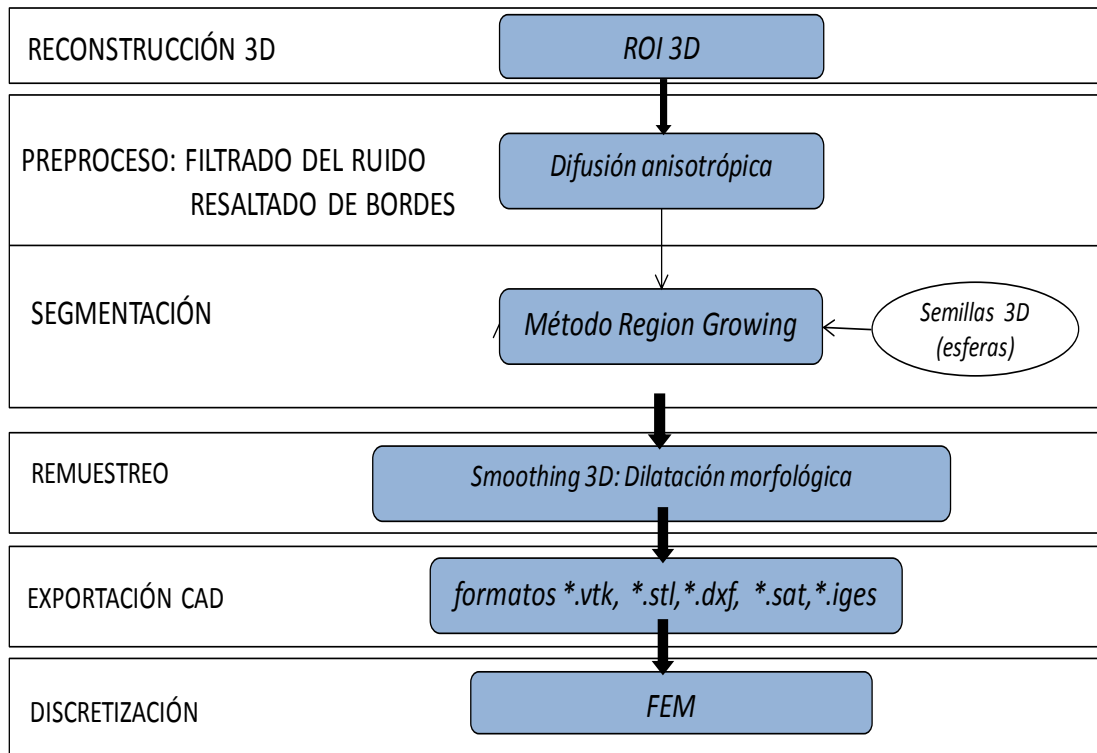 RECONSTRUCCIÓN 3D
ROI 3D
PREPROCESO: FILTRADO DEL RUIDO
RESALTADO DE BORDES
Difusión anisotrópica
SEGMENTACIÓN
Método Region Growing
Semillas 3D
(esferas)
REMUESTREO
Smoothing 3D: Dilatación morfológica
EXPORTACIÓN CAD
formatos *.vtk, *.stl,*.dxf, *.sat,*.iges
DISCRETIZACIÓN
FEM